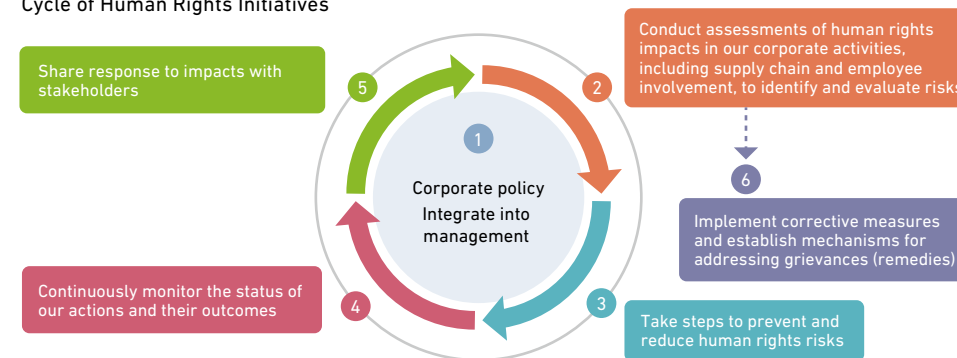 Cycle of Human Rights Initiatives
1
Corporate policy
Integrate into
management
2
Conduct assessments of human rights
impacts in our corporate activities,
including supply chain and employee
involvement, to identify and evaluate risks
3
Take steps to prevent and
reduce human rights risks
4
Continuously monitor the status of
our actions and their outcomes
5
Share response to impacts with
stakeholders
6
Implement corrective measures
and establish mechanisms for
addressing grievances (remedies)